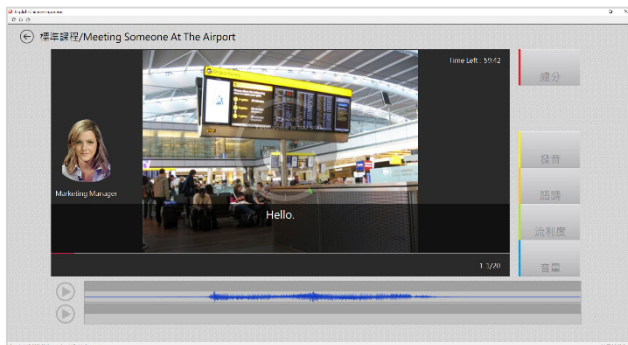 標準課程/Meeting Someone At The Airport
Time Left : 59:42
Marketing Manager
Hello.
1-1/20
總分
發音
語調
流利度
音量